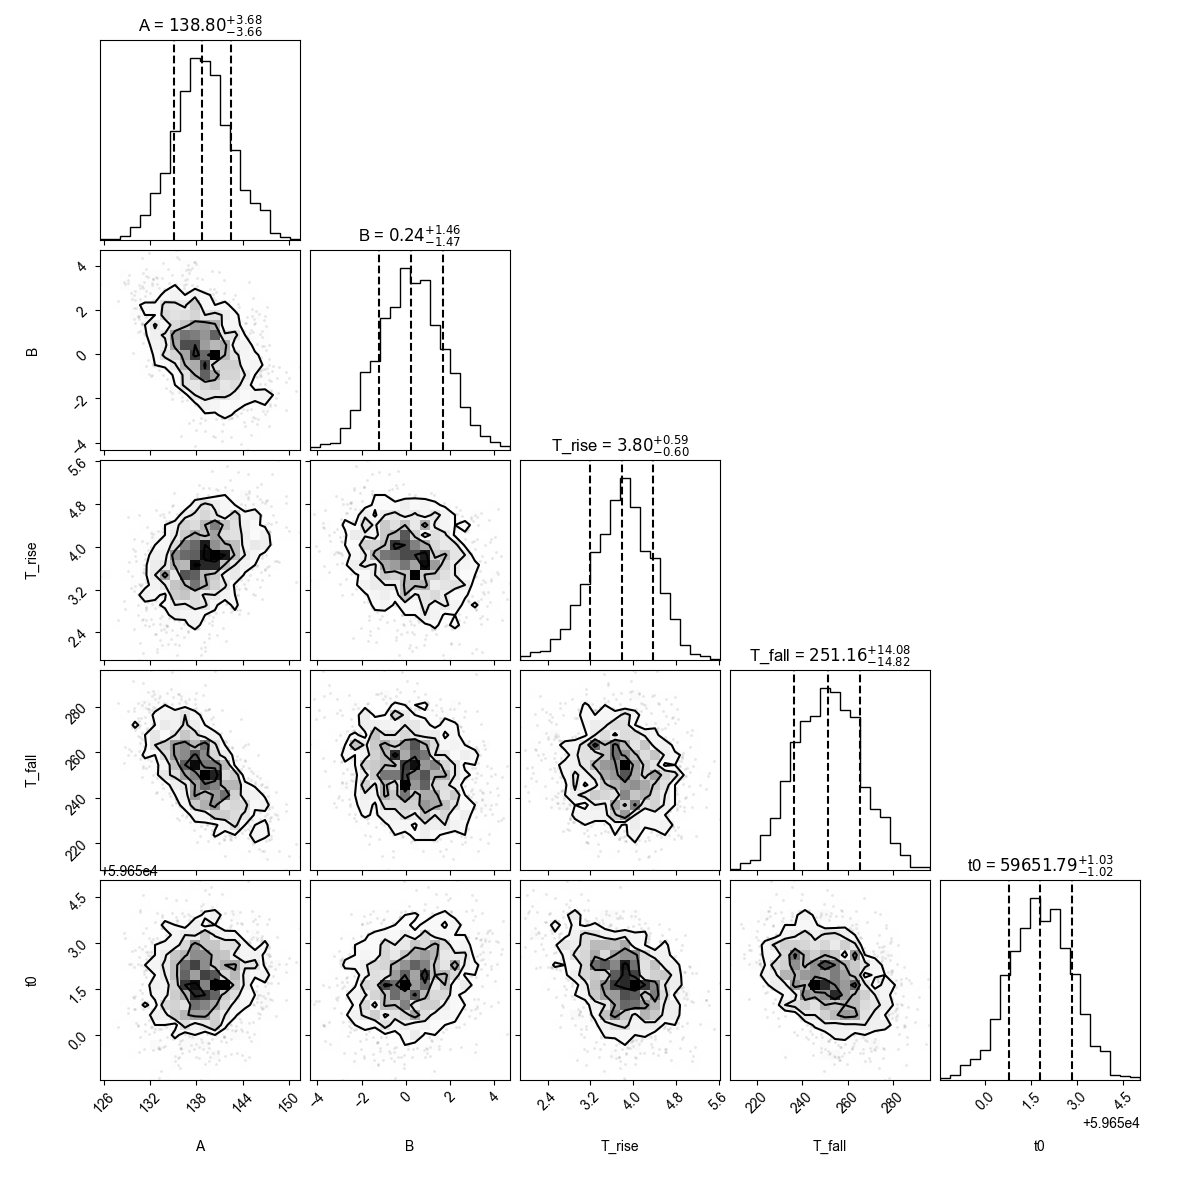 A = 138.80+3.68−3.66
B = 0.24+1.46−1.47
B
4
2
0
-2
-4
T_rise = 3.80+0.59−0.60
T_rise
5.6
4.8
4.0
3.2
2.4
T_fall = 251.16+14.08−14.82
T_fall
280
260
240
220
+5.965e4
t0 = 59651.79+1.03−1.02
t0
4.5
3.0
1.5
0.0
126 132 138 144 150 -4 -2 0 2 4 2.4 3.2 4.0 4.8 5.6 220 240 260 280 0.0 1.5 3.0 4.5
+5.965e4
A B T_rise T_fall t0